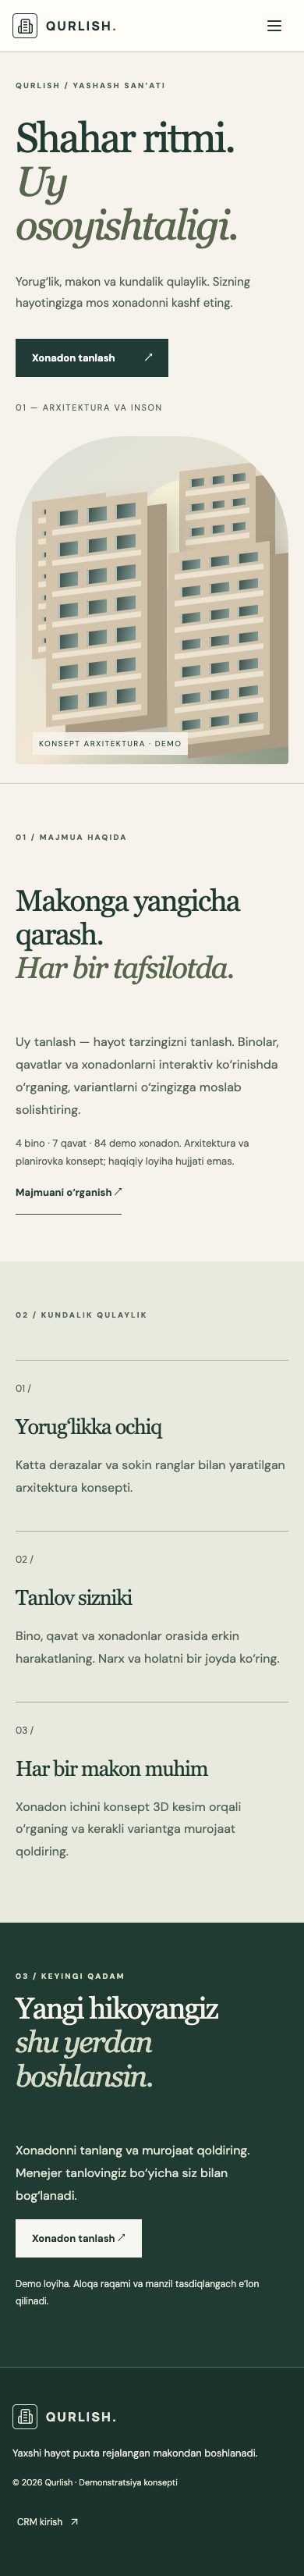 QURLISH.
QURLISH / YASHASH SAN’ATI
Shahar ritmi.
Uy
osoyishtaligi.
Yorug‘lik, makon va kundalik qulaylik. Sizning
hayotingizga mos xonadonni kashf eting.
Xonadon tanlash ↗
01 — ARXITEKTURA VA INSON
KONSEPT ARXITEKTURA · DEMO
01 / MAJMUA HAQIDA
Makonga yangicha
qarash.
Har bir tafsilotda.
Uy tanlash — hayot tarzingizni tanlash. Binolar,
qavatlar va xonadonlarni interaktiv ko‘rinishda
o‘rganing, variantlarni o‘zingizga moslab
solishtiring.
4 bino · 7 qavat · 84 demo xonadon. Arxitektura va
planirovka konsept; haqiqiy loyiha hujjati emas.
Majmuani o‘rganish ↗
02 / KUNDALIK QULAYLIK
01 /
Yorug‘likka ochiq
Katta derazalar va sokin ranglar bilan yaratilgan
arxitektura konsepti.
02 /
Tanlov sizniki
Bino, qavat va xonadonlar orasida erkin
harakatlaning. Narx va holatni bir joyda ko‘ring.
03 /
Har bir makon muhim
Xonadon ichini konsept 3D kesim orqali
o‘rganing va kerakli variantga murojaat
qoldiring.
03 / KEYINGI QADAM
Yangi hikoyangiz
shu yerdan
boshlansin.
Xonadonni tanlang va murojaat qoldiring.
Menejer tanlovingiz bo‘yicha siz bilan
bog‘lanadi.
Xonadon tanlash ↗
Demo loyiha. Aloqa raqami va manzil tasdiqlangach e’lon
qilinadi.
QURLISH.
Yaxshi hayot puxta rejalangan makondan boshlanadi.
© 2026 Qurlish · Demonstratsiya konsepti
CRM kirish ↗